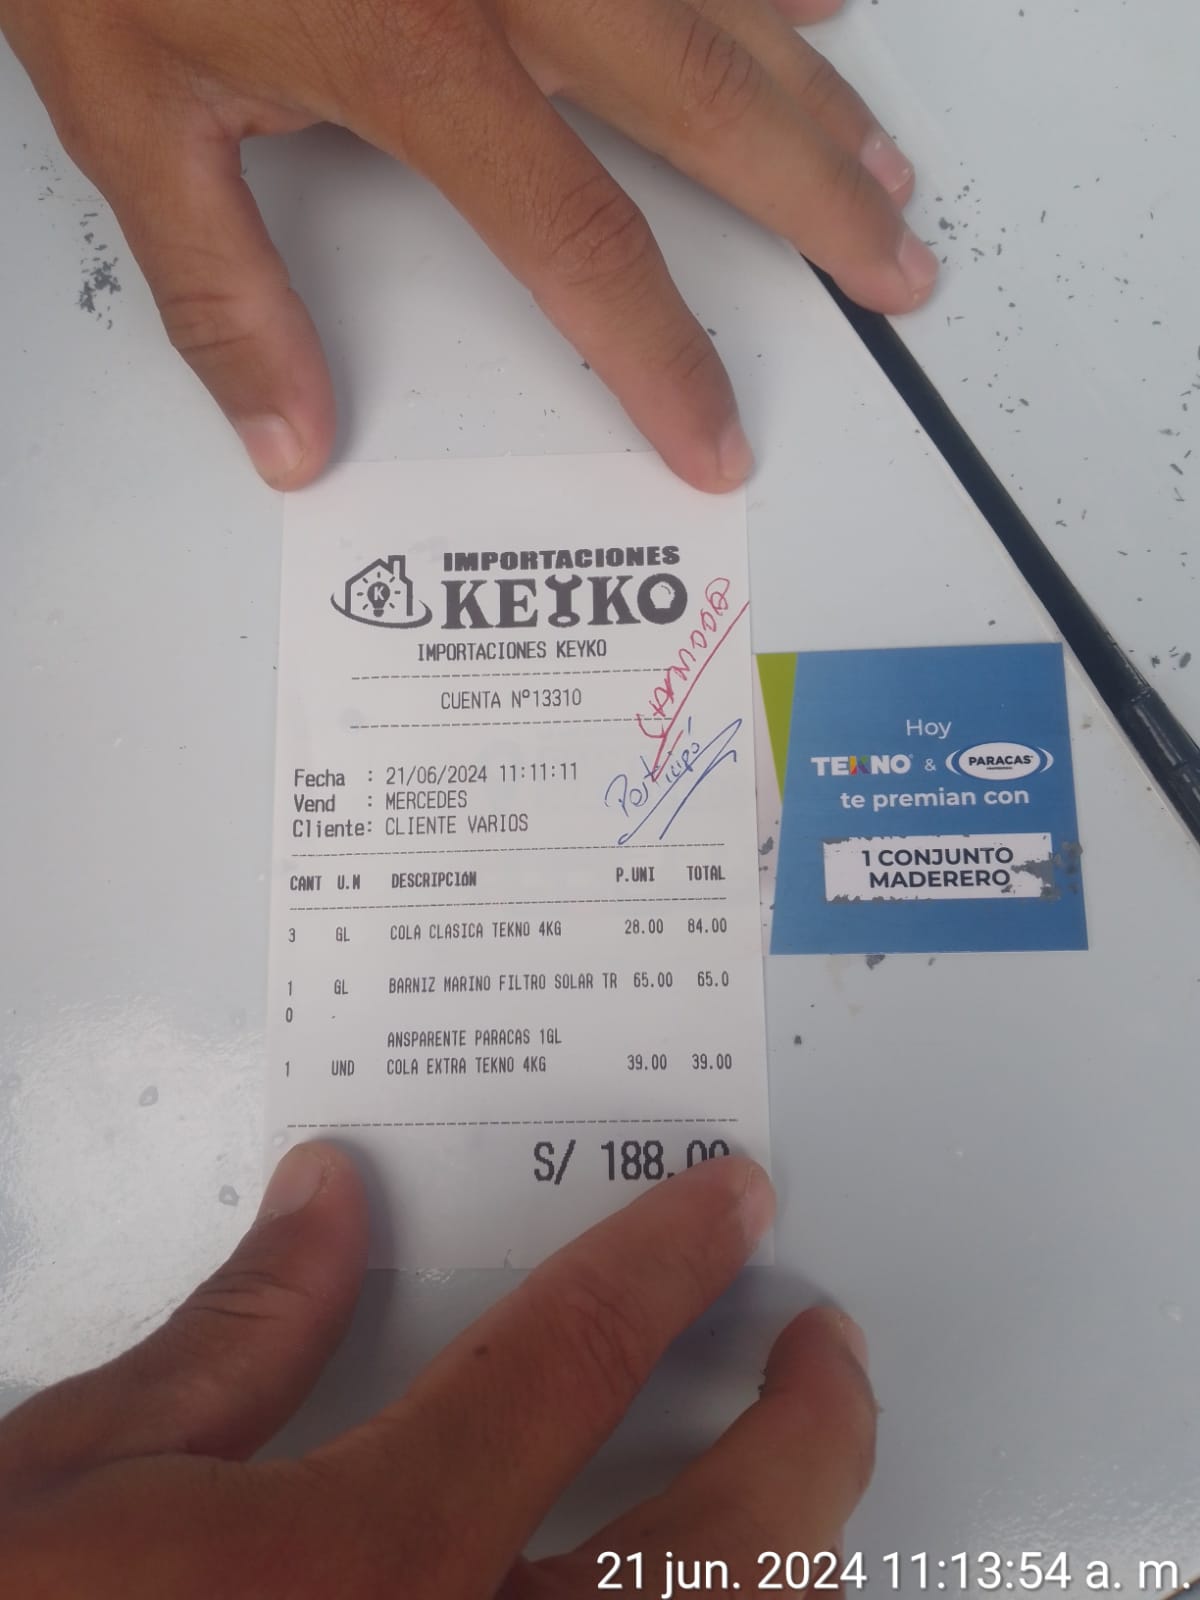 IMPORTACIONES
KEYKO
IMPORTACIONES KEYKO
CUENTA Nº13310
CANJEADO
Participó
Fecha : 21/06/2024 11:11:11
Vend : MERCEDES
Cliente: CLIENTE VARIOS
CANT U.M DESCRIPCIÓN P.UNI TOTAL
3 GL COLA CLASICA TEKNO 4KG 28.00 84.00
1 GL BARNIZ MARINO FILTRO SOLAR TR 65.00 65.0
0
ANSPARENTE PARACAS 1GL
1 UND COLA EXTRA TEKNO 4KG 39.00 39.00
S/ 188.00
Hoy
TEKNO & PARACAS
te premian con
1 CONJUNTO
MADERERO
21 jun. 2024 11:13:54 a. m.